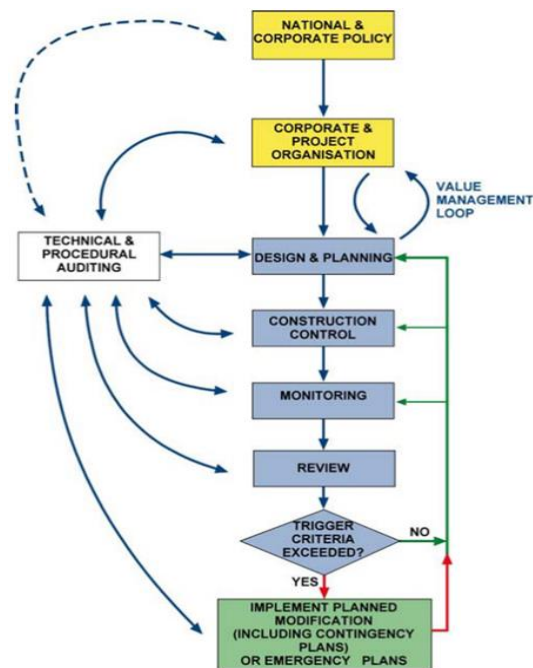 NATIONAL &
CORPORATE POLICY
CORPORATE &
PROJECT
ORGANISATION
VALUE
MANAGEMENT
LOOP
TECHNICAL &
PROCEDURAL
AUDITING
DESIGN & PLANNING
CONSTRUCTION
CONTROL
MONITORING
REVIEW
TRIGGER
CRITERIA
EXCEEDED?
NO
YES
IMPLEMENT PLANNED
MODIFICATION
(INCLUDING CONTINGENCY
PLANS)
OR EMERGENCY PLANS